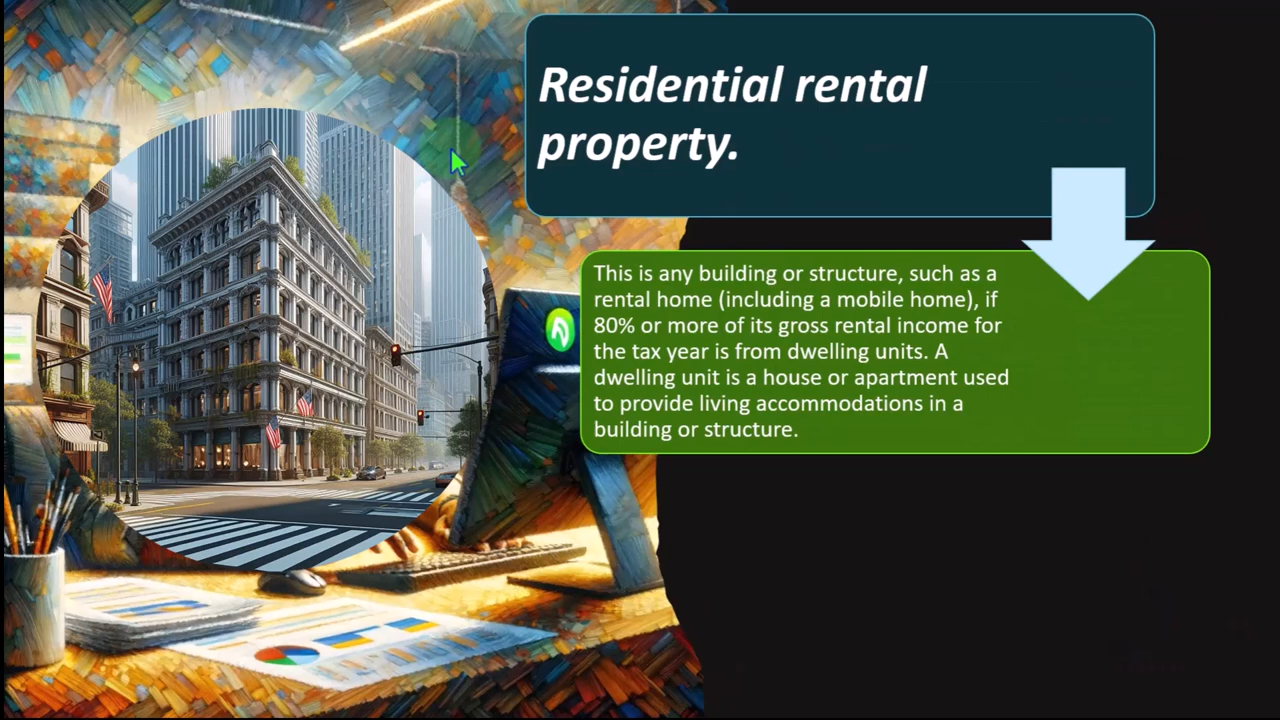 Residential rental
property.
This is any building or structure, such as a
rental home (including a mobile home), if
80% or more of its gross rental income for
the tax year is from dwelling units. A
dwelling unit is a house or apartment used
to provide living accommodations in a
building or structure.